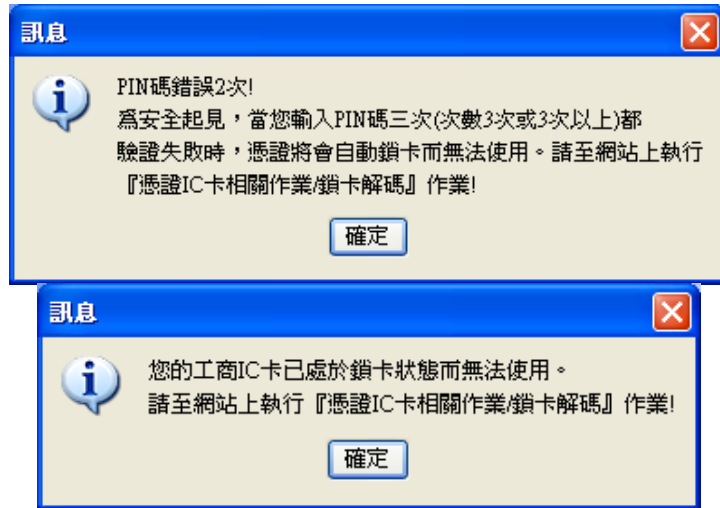 訊息
PIN碼錯誤2次!
為安全起見，當您輸入PIN碼三次(次數3次或3次以上)都
驗證失敗時，憑證將會自動鎖卡而無法使用。請至網站上執行
『憑證IC卡相關作業/鎖卡解碼』作業!
確定
訊息
您的工商IC卡已處於鎖卡狀態而無法使用。
請至網站上執行『憑證IC卡相關作業/鎖卡解碼』作業!
確定